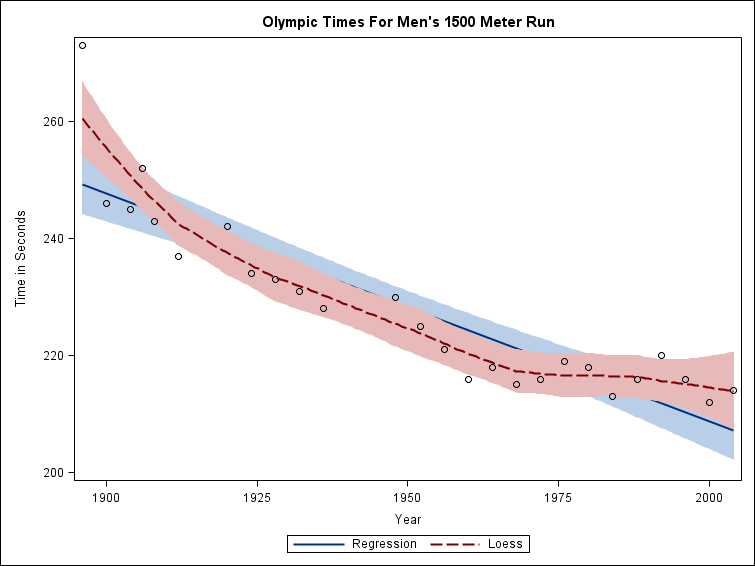 Olympic Times For Men's 1500 Meter Run
260
240
220
200
Time in Seconds
1900 1925 1950 1975 2000
Year
Regression Loess